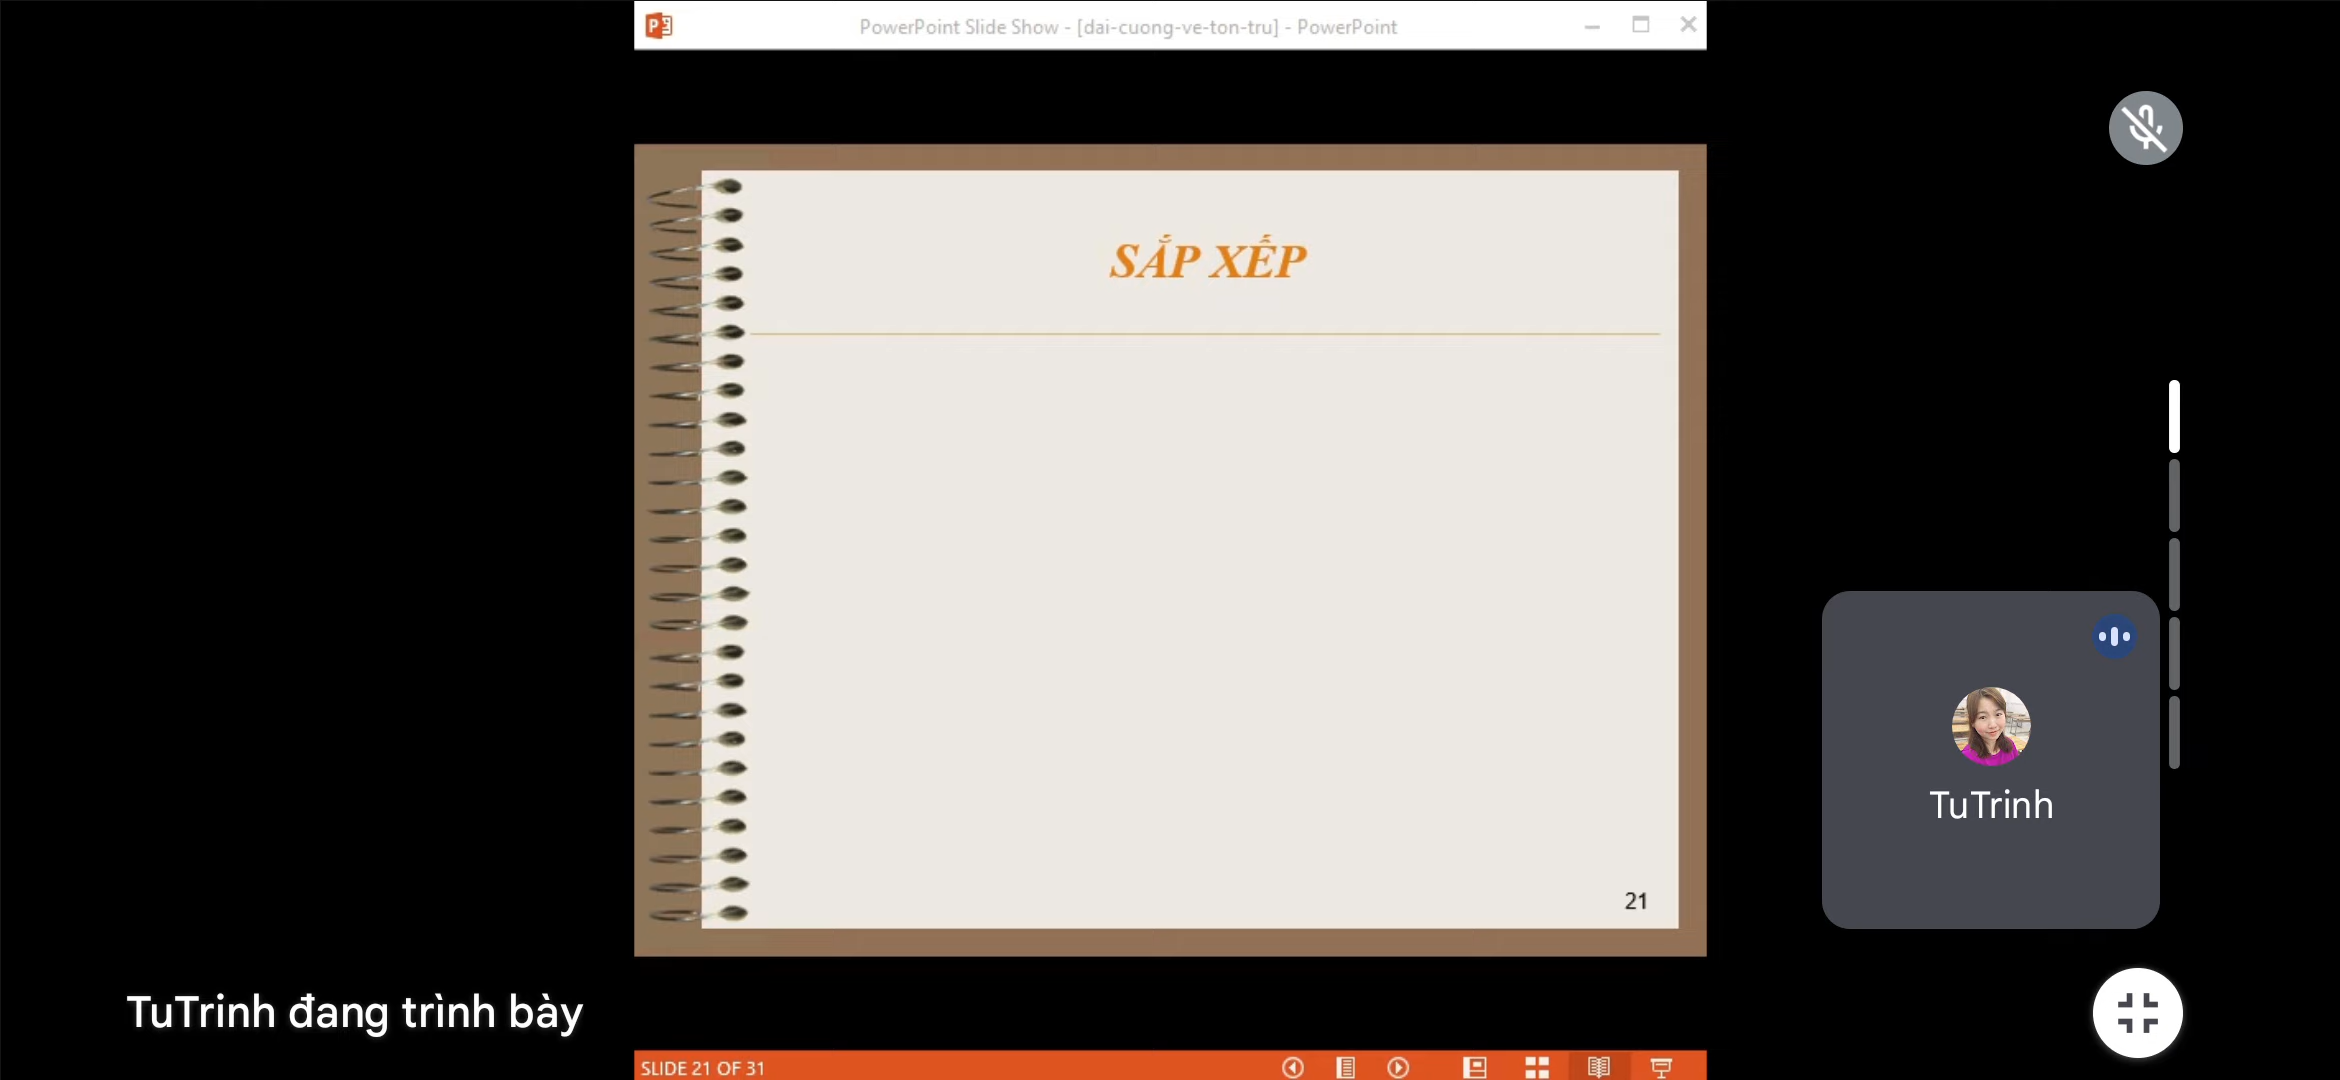 PowerPoint Slide Show - [dai-cuong-ve-ton-tru] - PowerPoint
SẮP XẾP
21
TuTrinh
TuTrinh đang trình bày
SLIDE 21 OF 31